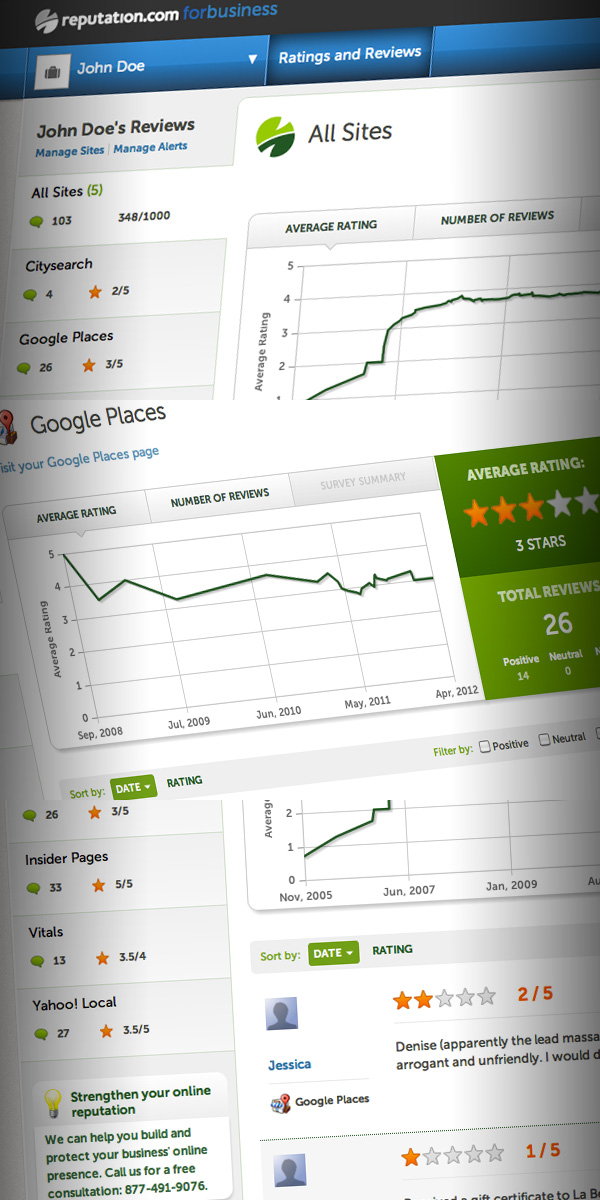 reputation.com forbusiness
John Doe
Ratings and Reviews
John Doe's Reviews
Manage Sites | Manage Alerts
All Sites (5)
103 348/1000
Citysearch
4 2/5
Google Places
26 3/5
All Sites
AVERAGE RATING
NUMBER OF REVIEWS
5
4
3
2
1
Average Rating
Google Places
isit your Google Places page
AVERAGE RATING
NUMBER OF REVIEWS
SURVEY SUMMARY
5
4
3
2
1
0
Average Rating
Sep, 2008
Jul, 2009
Jun, 2010
May, 2011
Apr, 2012
AVERAGE RATING:
3 STARS
TOTAL REVIEWS
26
Positive Neutral N
14 0
Sort by: DATE RATING
Filter by: Positive Neutral
26 3/5
Insider Pages
33 5/5
Vitals
13 3.5/4
Yahoo! Local
27 3.5/5
Strengthen your online
reputation
We can help you build and
protect your business' online
presence. Call us for a free
consultation: 877-491-9076.
Averag
2
1
0
Nov, 2005
Jun, 2007
Jan, 2009
Au
Sort by: DATE RATING
2 / 5
Jessica
Google Places
Denise (apparently the lead massa
arrogant and unfriendly. I would d
1 / 5
a gift certificate to La Be